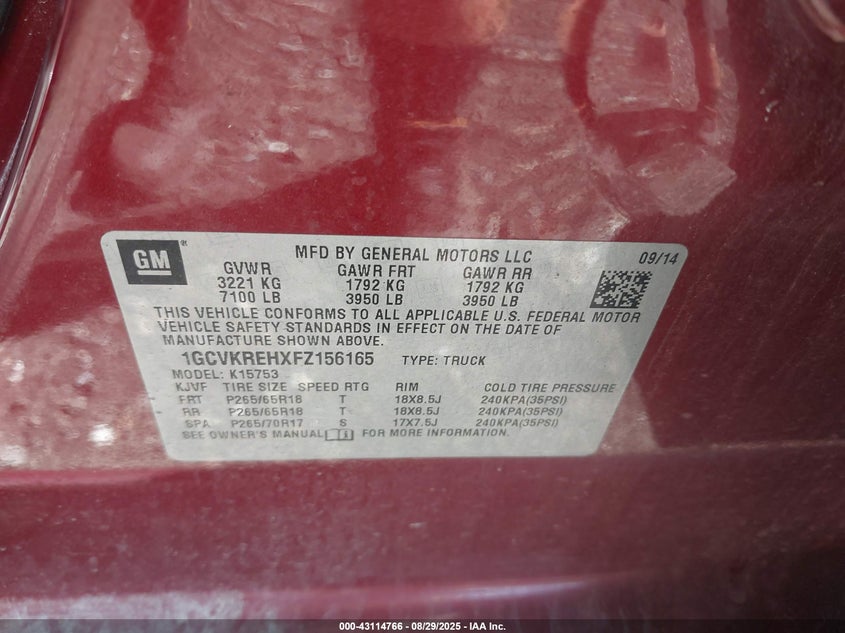 GM ®
MFD BY GENERAL MOTORS LLC 09/14
GVWR GAWR FRT GAWR RR
3221 KG 1792 KG 1792 KG
7100 LB 3950 LB 3950 LB
THIS VEHICLE CONFORMS TO ALL APPLICABLE U.S. FEDERAL MOTOR
VEHICLE SAFETY STANDARDS IN EFFECT ON THE DATE OF
MANUFACTURE SHOWN ABOVE.
1GCVKREHXFZ156165 TYPE: TRUCK
MODEL: K15753
KJVF TIRE SIZE SPEED RTG RIM COLD TIRE PRESSURE
FRT P265/65R18 T 18X8.5J 240KPA(35PSI)
RR P265/65R18 T 18X8.5J 240KPA(35PSI)
SPA P265/70R17 S 17X7.5J 240KPA(35PSI)
SEE OWNER'S MANUAL FOR MORE INFORMATION.
000-43114766 - 08/29/2025 - IAA Inc.